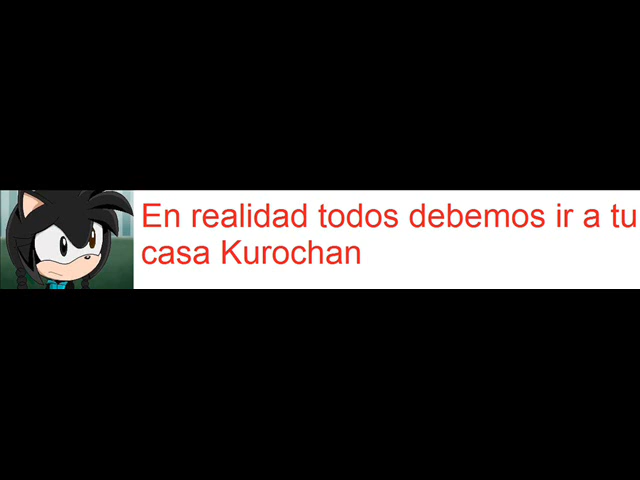 En realidad todos debemos ir a tu
casa Kurochan